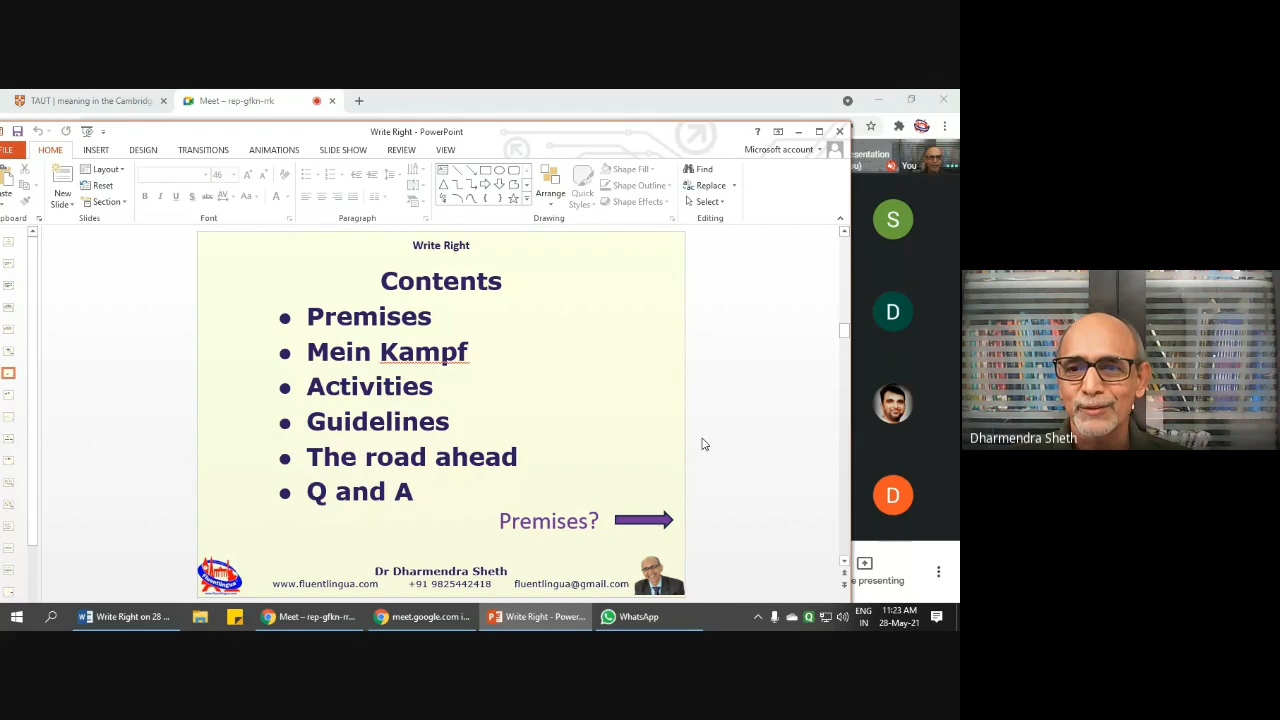 TAUT | meaning in the Cambridg
Meet – rep-gfkn-rrk
Write Right - PowerPoint
FILE
HOME
INSERT
DESIGN
TRANSITIONS
ANIMATIONS
SLIDE SHOW
REVIEW
VIEW
Microsoft account
aste
New
Slide
Layout
Reset
Section
46
Arrange
Quick
Styles
Shape Fill
Shape Outline
Shape Effects
Find
Replace
Select
pboard
Slides
Font
Paragraph
Drawing
Editing
esentation
You
Write Right
Contents
● Premises
● Mein Kampf
● Activities
● Guidelines
● The road ahead
● Q and A
Premises?
Dr Dharmendra Sheth
www.fluentlingua.com +91 9825442418 fluentlingua@gmail.com
S
D
D
e presenting
Dharmendra Sheth
Write Right on 28 ...
Meet – rep-gfkn-rr...
meet.google.com i...
Write Right - Power...
WhatsApp
ENG
IN
11:23 AM
28-May-21